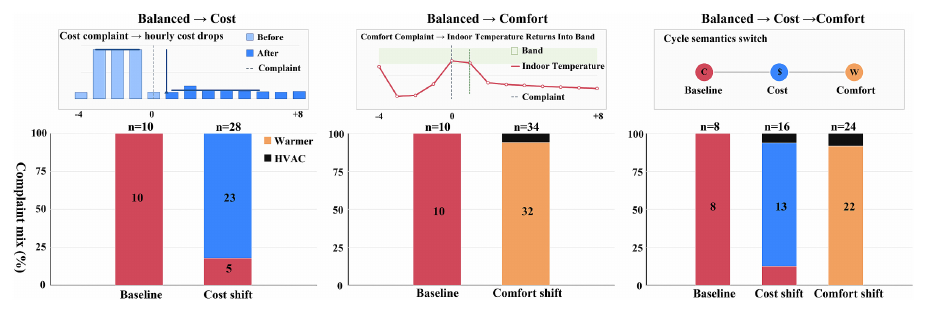 Balanced → Cost
Cost complaint → hourly cost drops
Before
After
Complaint
-4
0
+8
n=10
n=28
Warmer
HVAC
Complaint mix (%)
100
75
50
25
0
10
23
5
Baseline
Cost shift
Balanced → Comfort
Comfort Complaint → Indoor Temperature Returns Into Band
Band
Indoor Temperature
Complaint
-4
0
+8
n=10
n=34
100
75
50
25
0
10
32
Baseline
Comfort shift
Balanced → Cost →Comfort
Cycle semantics switch
C
$
W
Baseline
Cost
Comfort
n=8
n=16
n=24
100
75
50
25
0
8
13
22
Baseline
Cost shift
Comfort shift